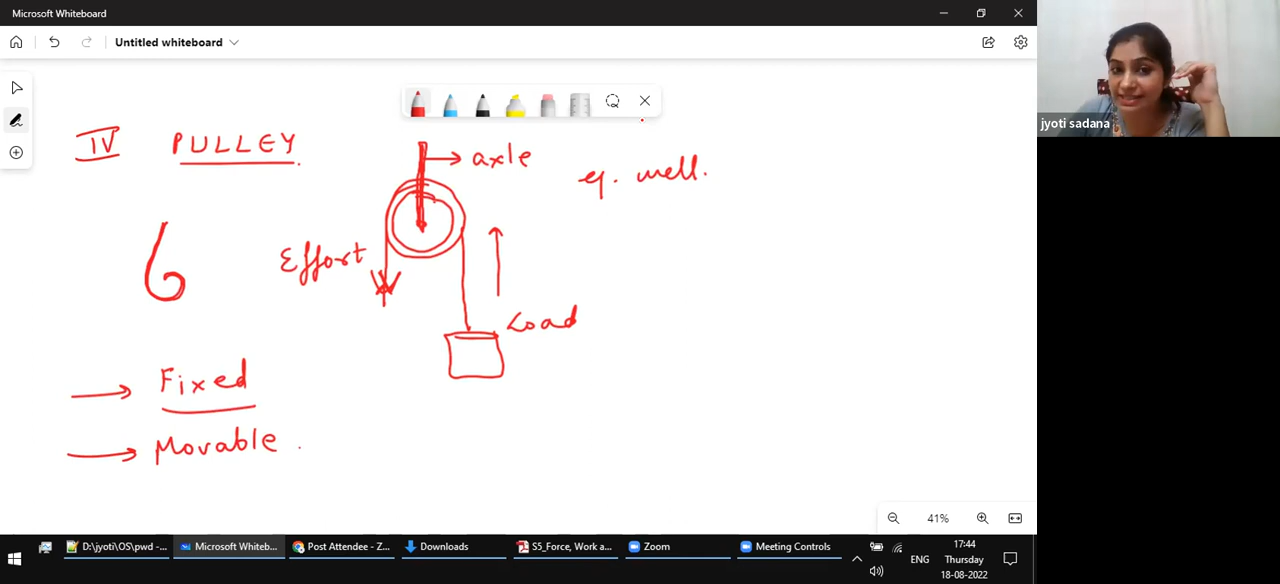 Microsoft Whiteboard
Untitled whiteboard
jyoti sadana
IV PULLEY
axle
eg. well.
6
Effort
Load
Fixed
Movable
41%
D:\jyoti\OS\pwd -...
Microsoft Whiteb...
Post Attendee - Z...
Downloads
S5_Force, Work a...
Zoom
Meeting Controls
ENG
17:44
Thursday
18-08-2022